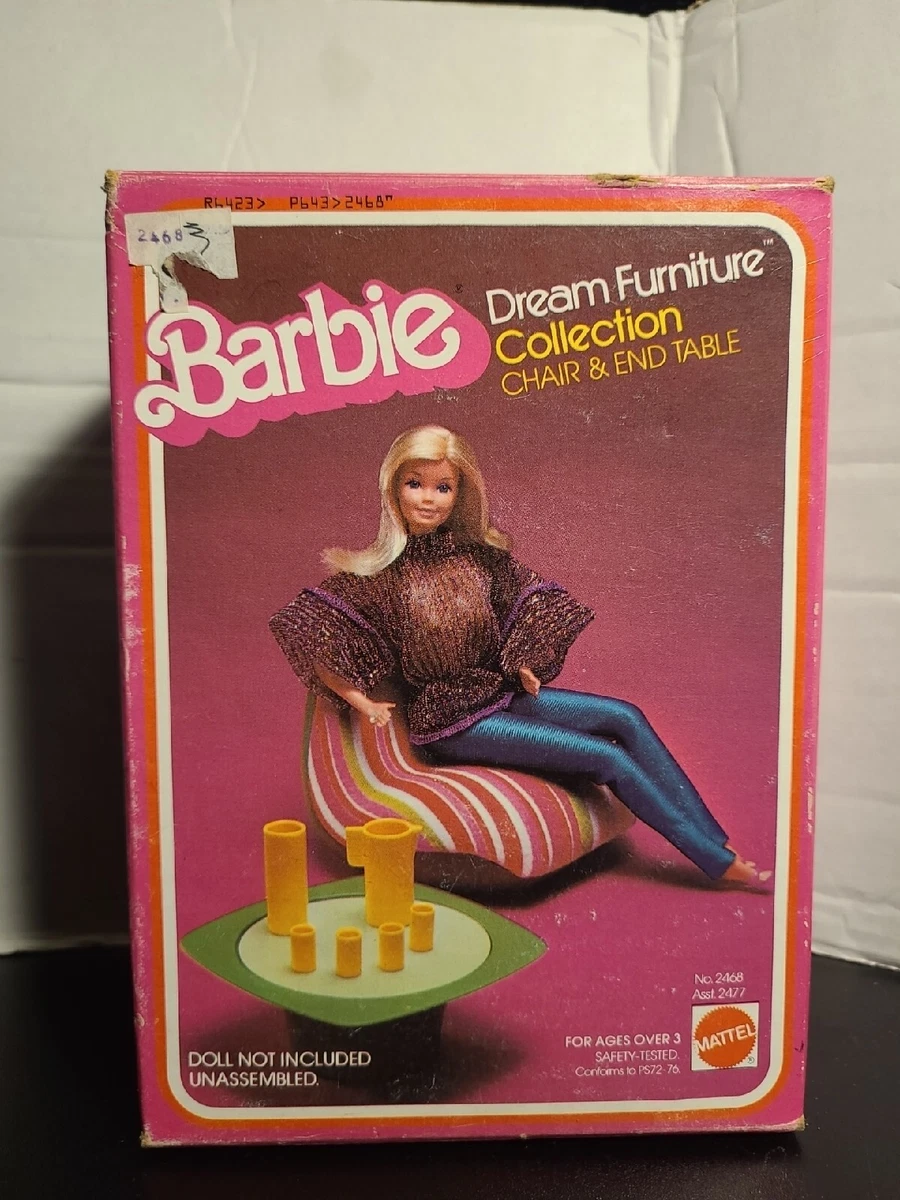 R6423> P643>2468"
2468
Barbie®
Dream Furniture™
Collection
CHAIR & END TABLE
No. 2468
Asst. 2477
MATTEL®
FOR AGES OVER 3
SAFETY-TESTED.
Conforms to PS72-76.
DOLL NOT INCLUDED
UNASSEMBLED.